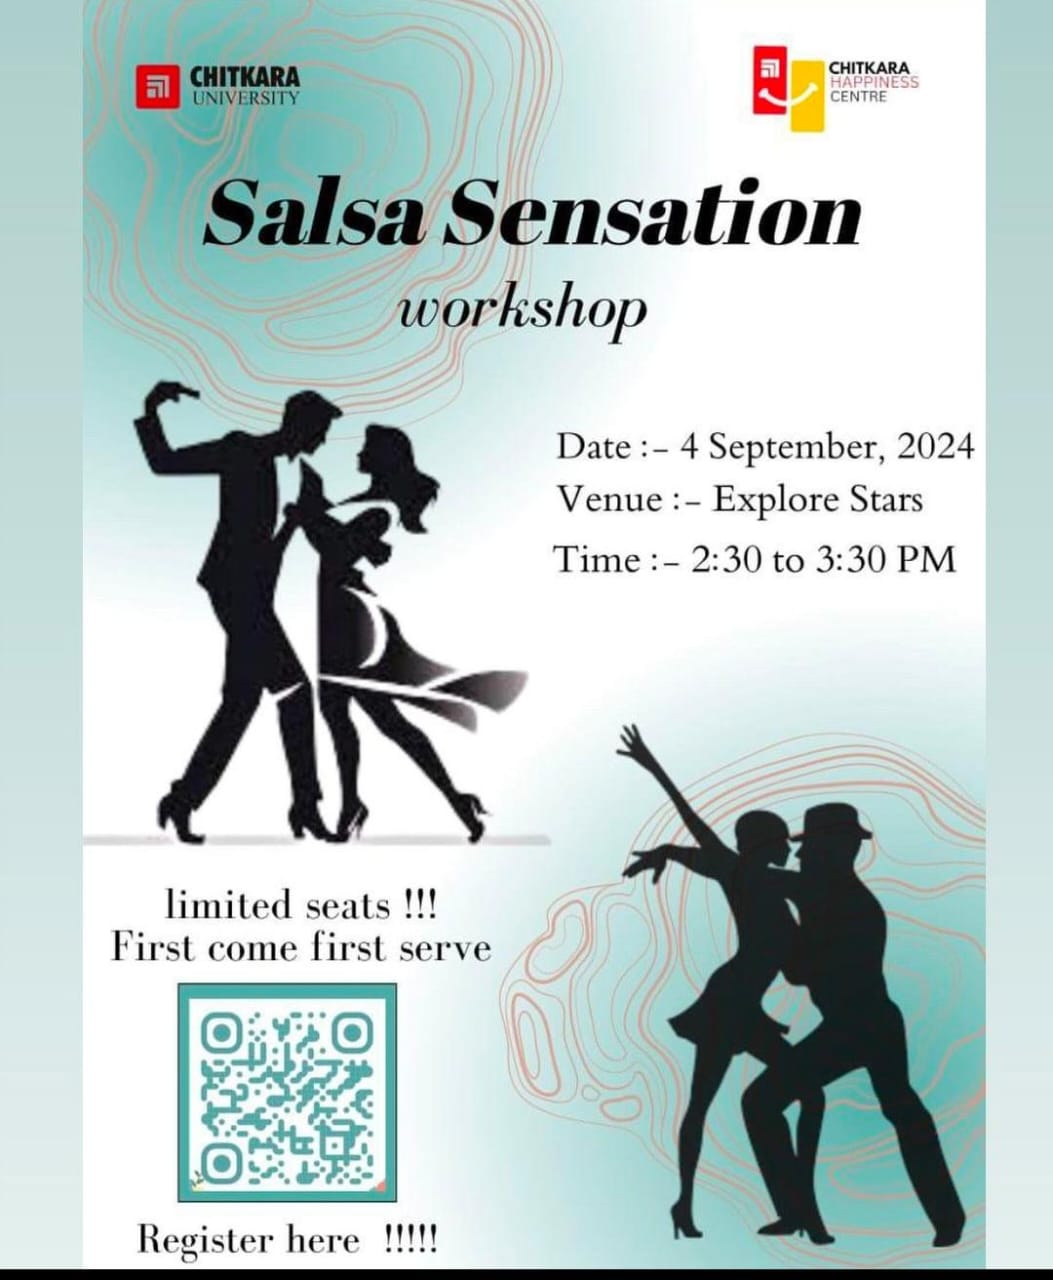 CHITKARA
UNIVERSITY
CHITKARA
HAPPINESS
CENTRE
Salsa Sensation
workshop
Date :- 4 September, 2024
Venue :- Explore Stars
Time :- 2:30 to 3:30 PM
limited seats !!!
First come first serve
Register here !!!!!